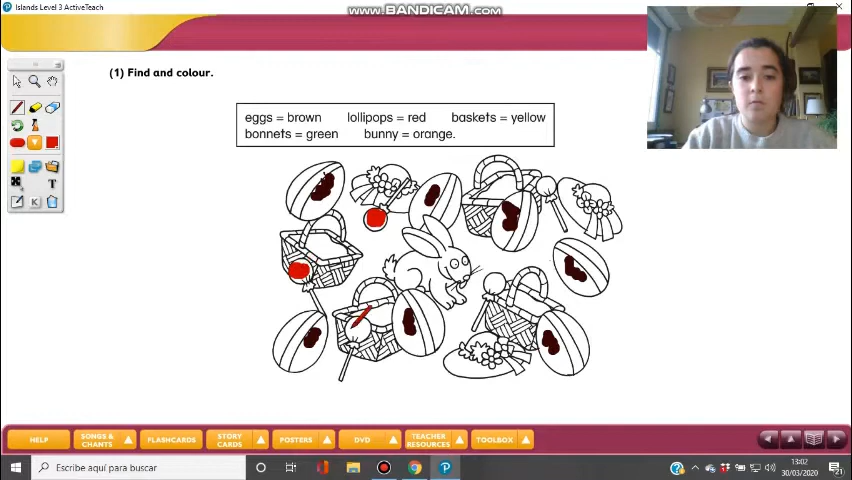 Islands Level 3 ActiveTeach
www.BANDICAM.com
(1) Find and colour.
eggs = brown lollipops = red baskets = yellow
bonnets = green bunny = orange.
T
K
HELP
SONGS & CHANTS
FLASHCARDS
STORY CARDS
POSTERS
DVD
TEACHER RESOURCES
TOOLBOX
Escribe aquí para buscar
13:02
30/03/2020
21